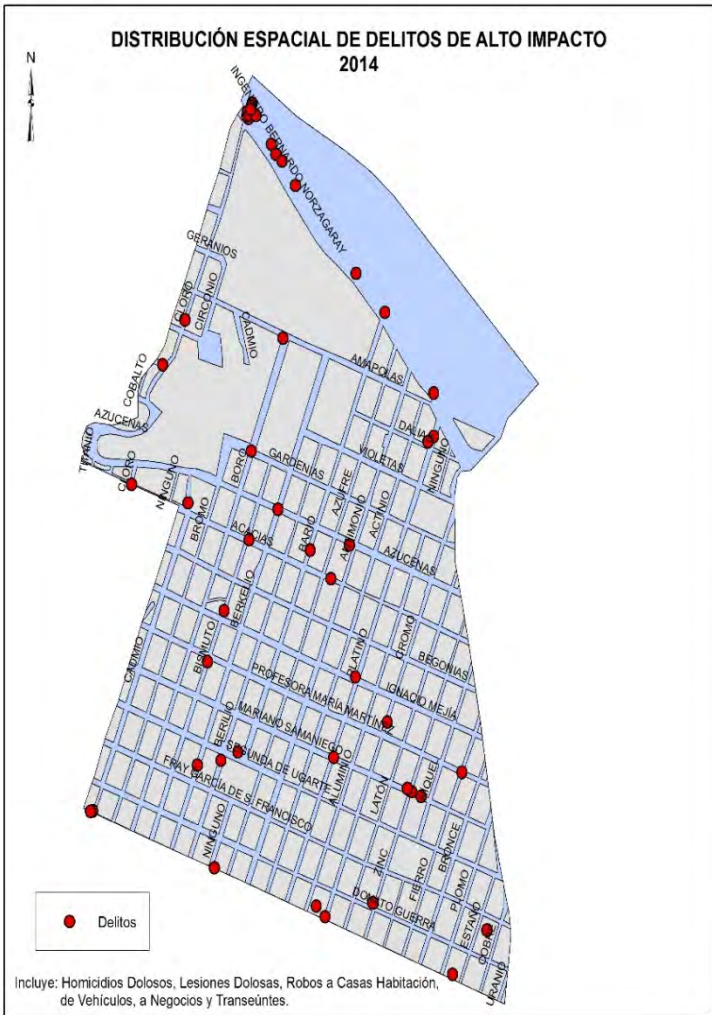 DISTRIBUCIÓN ESPACIAL DE DELITOS DE ALTO IMPACTO
2014
N
INGENIERO BERNARDO NORZAGARAY
GERANIOS
CLORO
CIRCONIO
CADMIO
COBALTO
AMAPOLAS
AZUCENAS
DALIA
TITANIO
VIOLETAS
NINGUNO
BORO
GARDENIAS
CLORO
NINGUNO
AZUFRE
BROMO
ACTINIO
ACACIAS
BARIO
ANTIMONIO
AZUCENAS
BERKELIO
CROMO
BEGONIAS
CADMIO
BISMUTO
PLATINO
IGNACIO MEJÍA
PROFESORA MARÍA MARTÍNEZ
MARIANO SAMANIEGO
BERILIO
SEGUNDA DE UGARTE
ALUMINIO
FRAY GARCÍA DE S. FRANCISCO
LATÓN
NINGUNO
BRONCE
ZINC
FIERRO
PLOMO
DONATO GUERRA
ESTAÑO
COBRE
URANIO
Delitos
Incluye: Homicidios Dolosos, Lesiones Dolosas, Robos a Casas Habitación,
de Vehículos, a Negocios y Transeúntes.